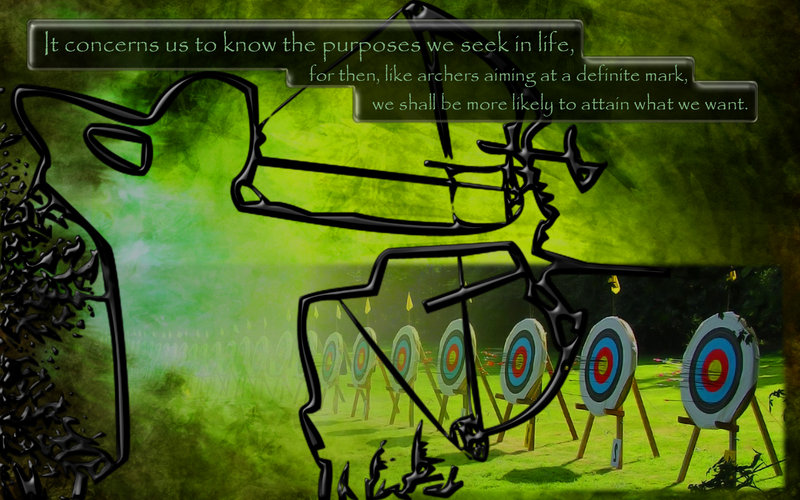 It concerns us to know the purposes we seek in life,
for then, like archers aiming at a definite mark,
we shall be more likely to attain what we want.